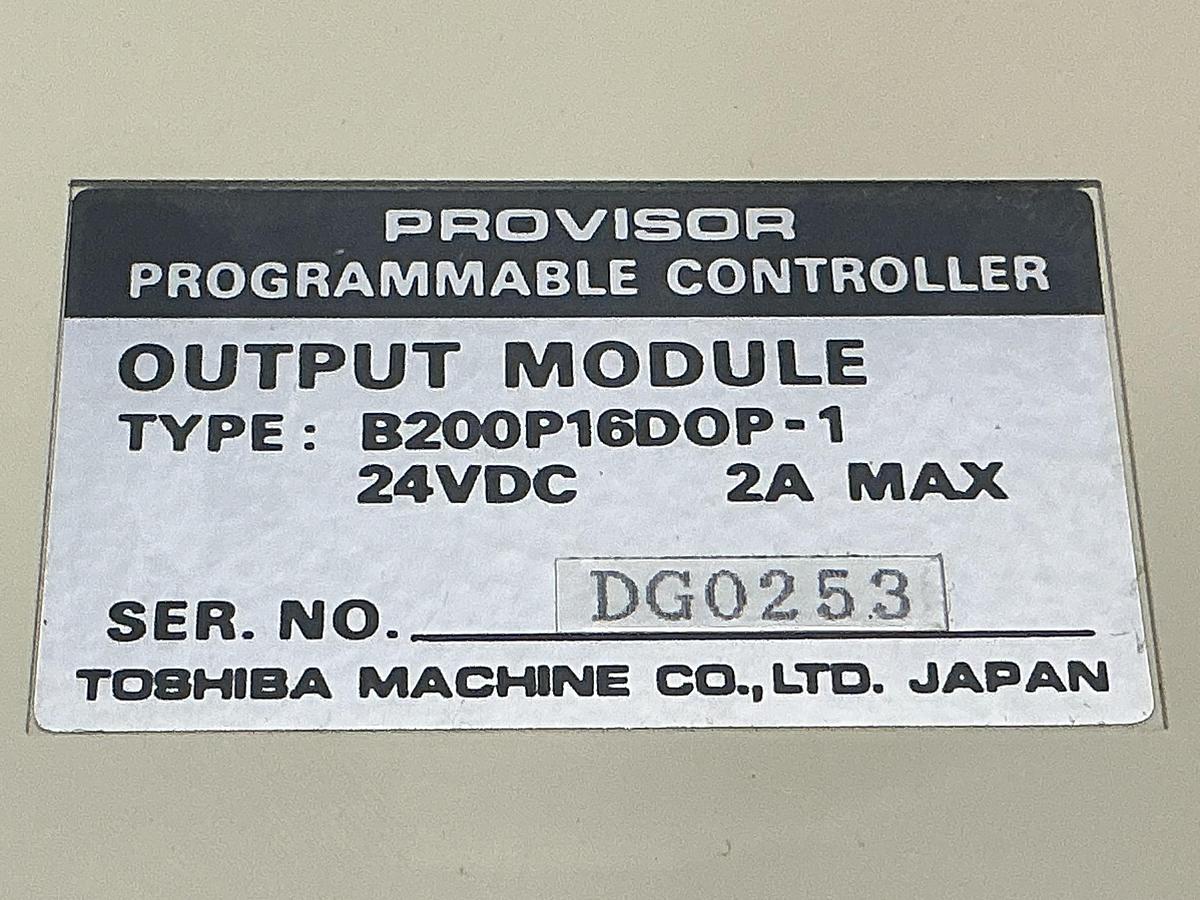 PROVISOR
PROGRAMMABLE CONTROLLER
OUTPUT MODULE
TYPE: B200P16DOP-1
24VDC 2A MAX
SER. NO. DG0253
TOSHIBA MACHINE CO.,LTD. JAPAN